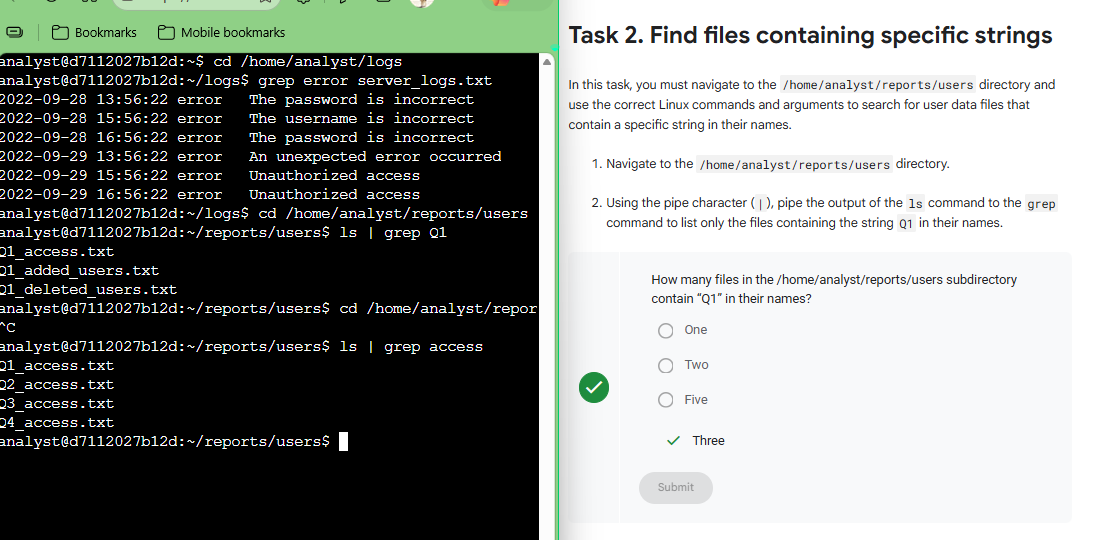 Bookmarks
Mobile bookmarks
analyst@d7112027b12d:~$ cd /home/analyst/logs
analyst@d7112027b12d:~/logs$ grep error server_logs.txt
2022-09-28 13:56:22 error   The password is incorrect
2022-09-28 15:56:22 error   The username is incorrect
2022-09-28 16:56:22 error   The password is incorrect
2022-09-29 13:56:22 error   An unexpected error occurred
2022-09-29 15:56:22 error   Unauthorized access
2022-09-29 16:56:22 error   Unauthorized access
analyst@d7112027b12d:~/logs$ cd /home/analyst/reports/users
analyst@d7112027b12d:~/reports/users$ ls | grep Q1
Q1_access.txt
Q1_added_users.txt
Q1_deleted_users.txt
analyst@d7112027b12d:~/reports/users$ cd /home/analyst/repor
^C
analyst@d7112027b12d:~/reports/users$ ls | grep access
Q1_access.txt
Q2_access.txt
Q3_access.txt
Q4_access.txt
analyst@d7112027b12d:~/reports/users$
Task 2. Find files containing specific strings
In this task, you must navigate to the /home/analyst/reports/users directory and
use the correct Linux commands and arguments to search for user data files that
contain a specific string in their names.
1. Navigate to the /home/analyst/reports/users directory.
2. Using the pipe character (|), pipe the output of the ls command to the grep
command to list only the files containing the string Q1 in their names.
How many files in the /home/analyst/reports/users subdirectory
contain “Q1” in their names?
One
Two
Five
Three
Submit